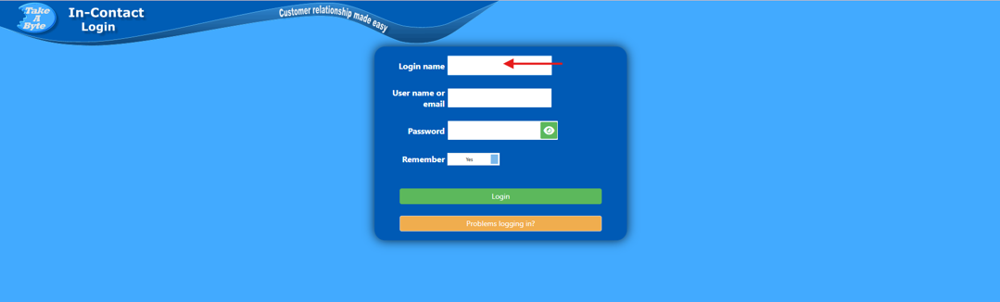 Take
A
Byte
In-Contact
Login
Customer relationship made easy
Login name
User name or
email
Password
Remember
Yes
Login
Problems logging in?